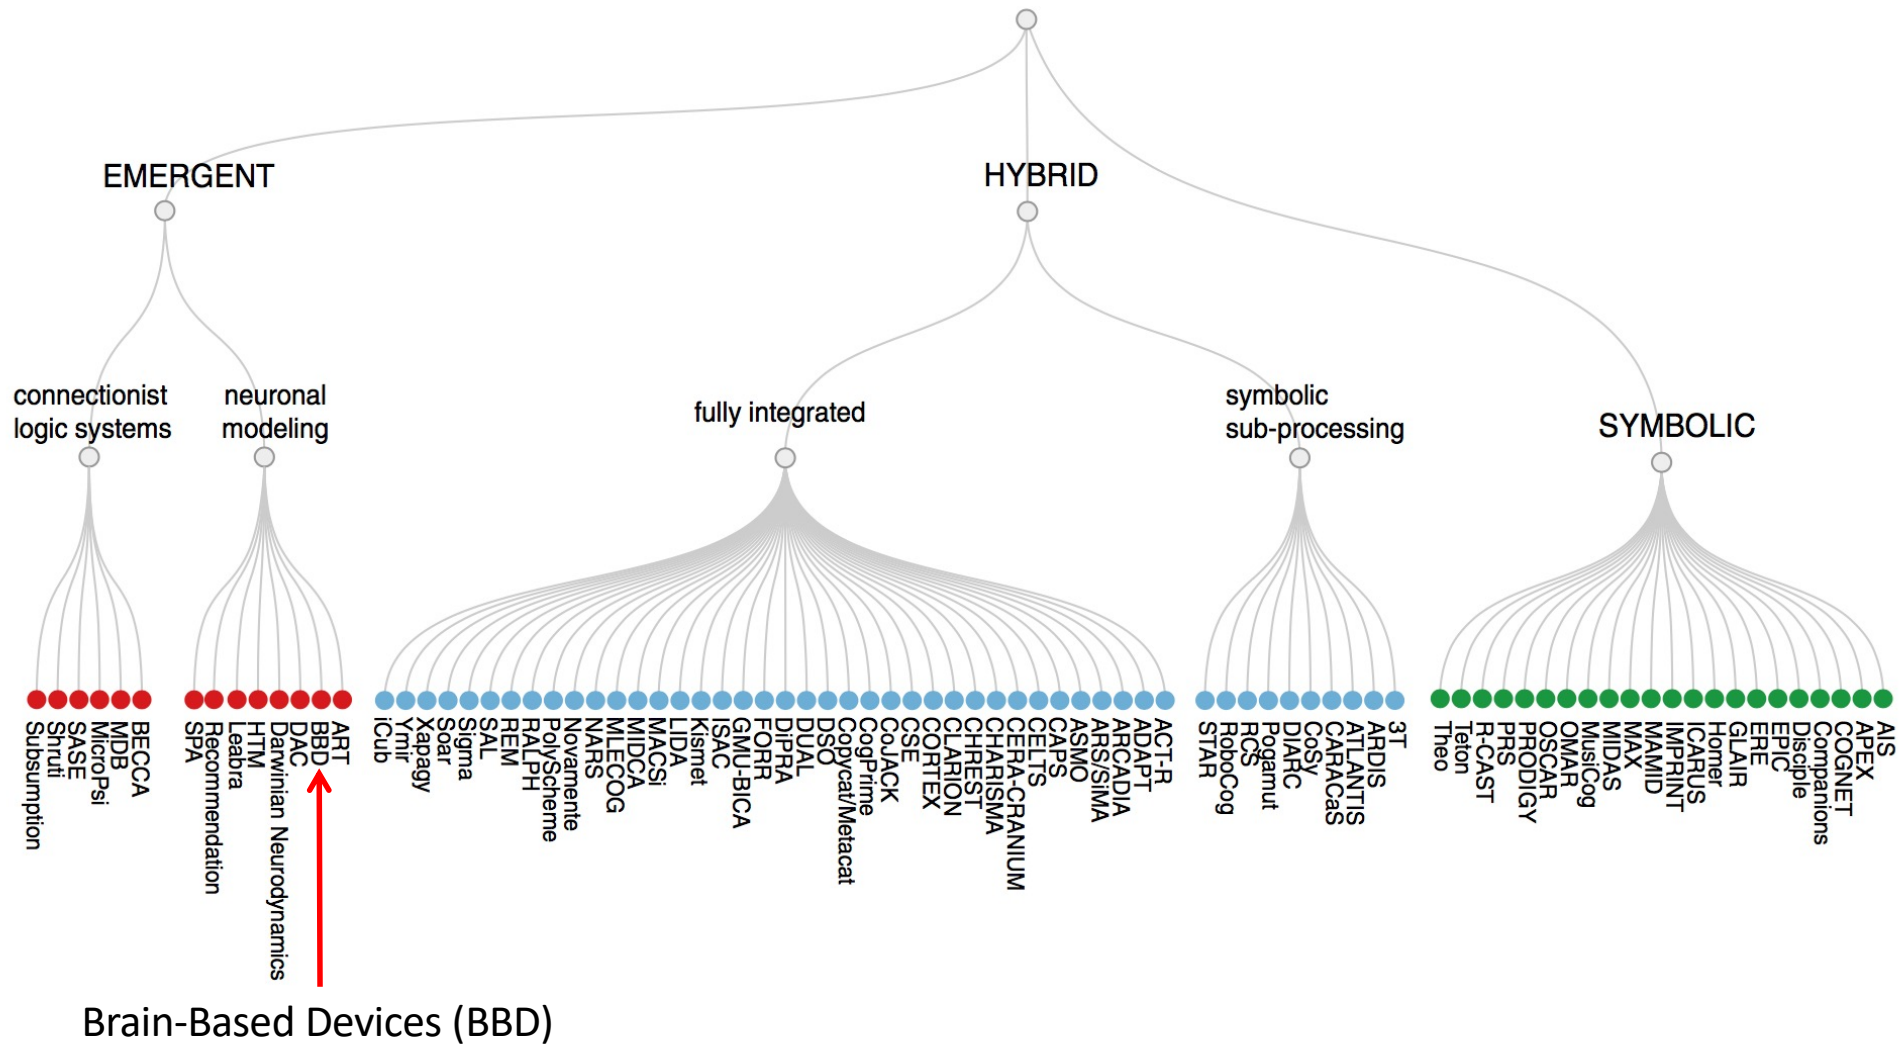 EMERGENT
HYBRID
connectionist
logic systems
neuronal
modeling
fully integrated
symbolic
sub-processing
SYMBOLIC
Subsumption
Shruti
SASE
MicroPsi
MDB
BECCA
SPA
Recommendation
Leabra
HTM
Darwinian Neurodynamics
DAC
BBD
ART
iCub
Ymir
Xapagy
Soar
Sigma
SAL
REM
RALPH
PolyScheme
Novamente
NARS
MLECOG
MIDCA
MACSi
LIDA
Kismet
ISAC
GMU-BICA
FORR
DiPRA
DUAL
DSO
Copycat/Metacat
CogPrime
CoJACK
CSE
CORTEX
CLARION
CHREST
CHARISMA
CERA-CRANIUM
CELTS
CAPS
ASMO
ARS/SiMA
ARCADIA
ADAPT
ACT-R
STAR
RoboCog
RCS
Pogamut
DIARC
CoSy
CARACaS
ATLANTIS
ARDIS
3T
Theo
Teton
R-CAST
PRS
PRODIGY
OSCAR
OMAR
MusiCog
MIDAS
MAX
MAMID
IMPRINT
ICARUS
Homer
GLAIR
ERE
EPIC
Disciple
Companions
COGNET
APEX
AIS
Brain-Based Devices (BBD)